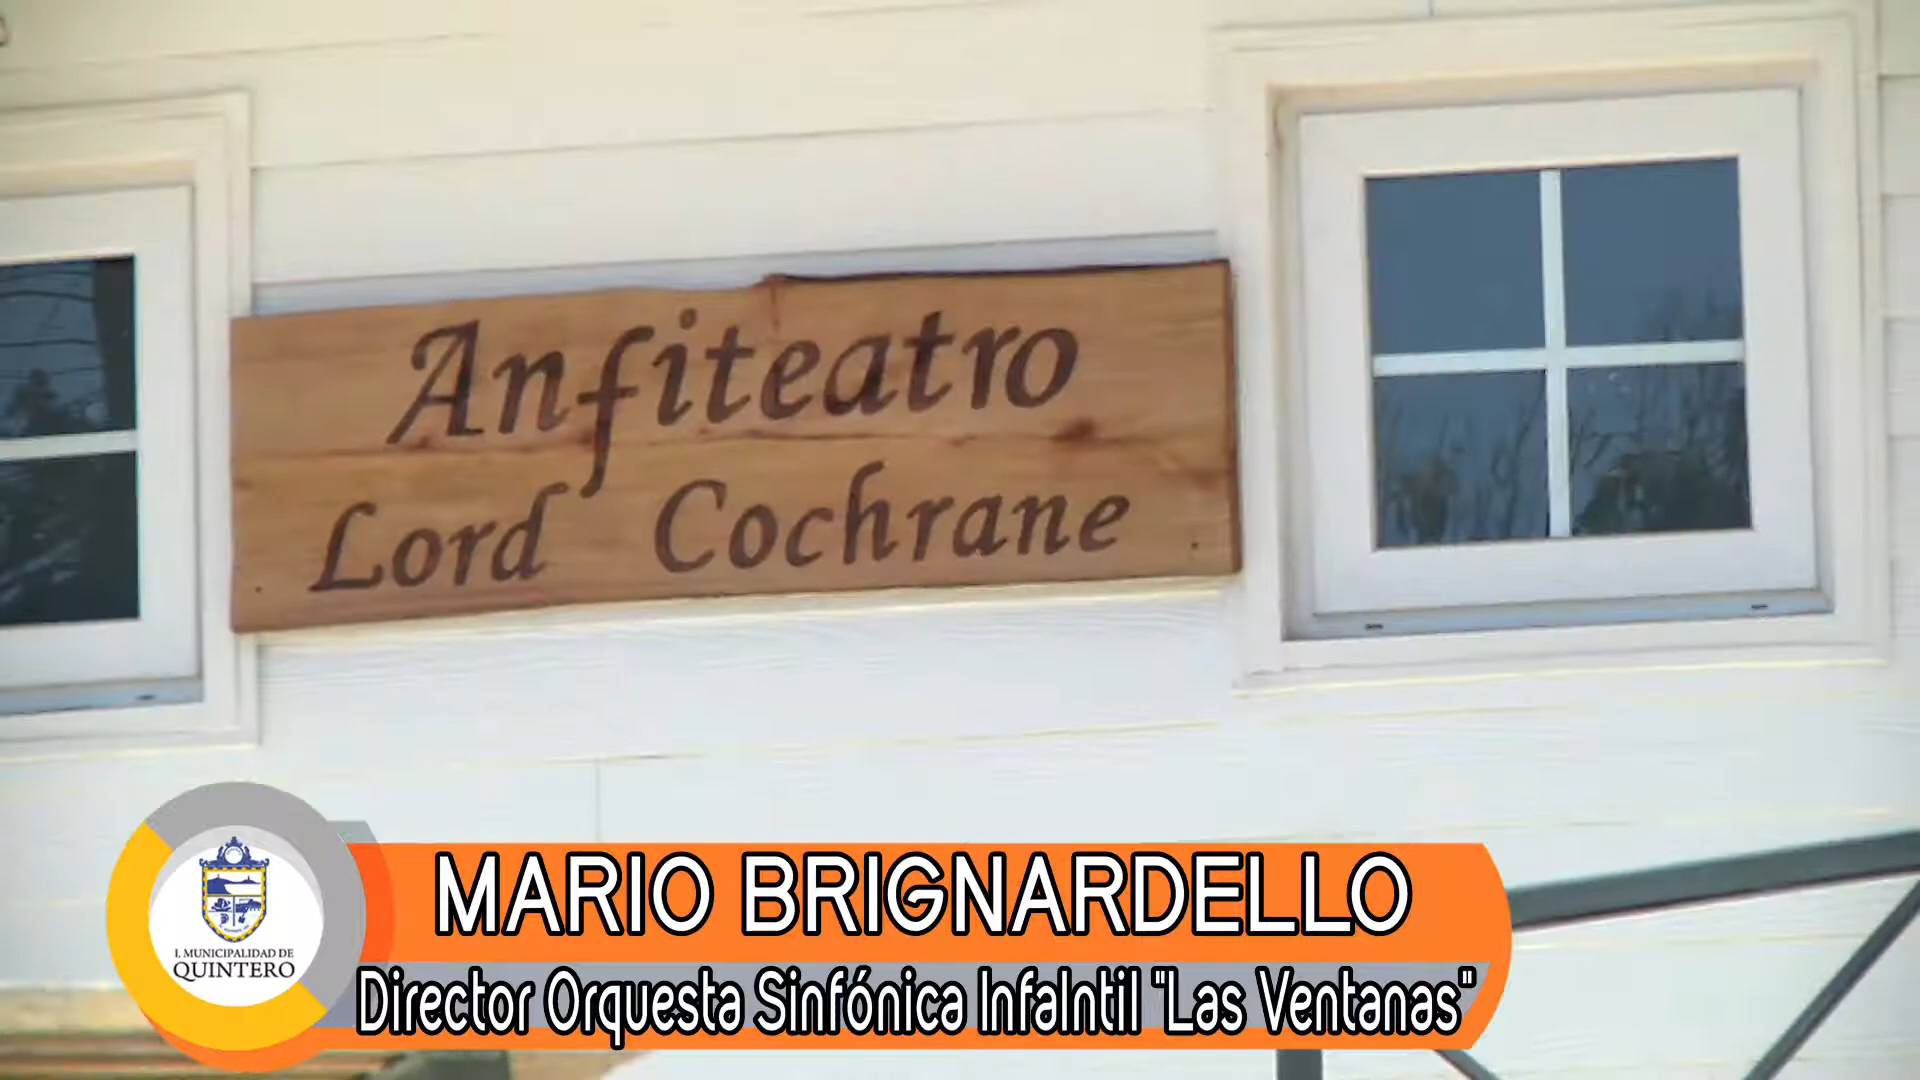 Anfiteatro
Lord Cochrane
MARIO BRIGNARDELLO
I. MUNICIPALIDAD DE
QUINTERO
Director Orquesta Sinfónica Infalntil "Las Ventanas"